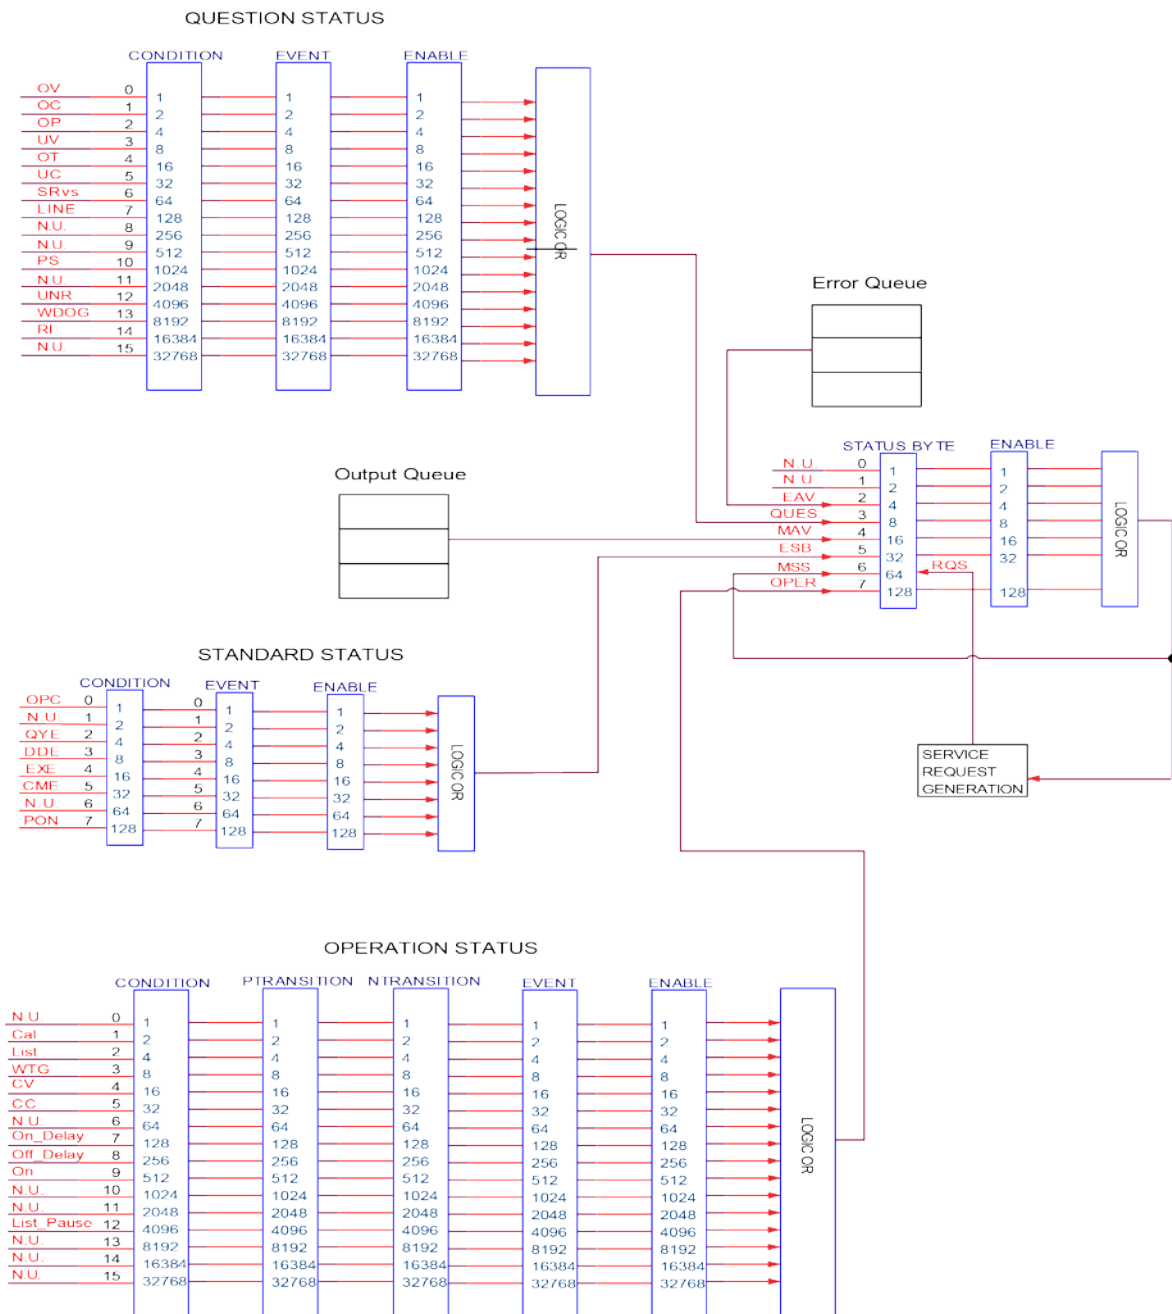 QUESTION STATUS
CONDITION EVENT ENABLE
OV 0 1 1 1
OC 1 2 2 2
OP 2 4 4 4
UV 3 8 8 8
OT 4 16 16 16
UC 5 32 32 32
SRvs 6 64 64 64
LINE 7 128 128 128
N.U. 8 256 256 256
N.U. 9 512 512 512
PS 10 1024 1024 1024
N.U. 11 2048 2048 2048
UNR 12 4096 4096 4096
WDOG 13 8192 8192 8192
RI 14 16384 16384 16384
N.U 15 32768 32768 32768
LOGIC OR
Error Queue
Output Queue
STATUS BYTE ENABLE
N.U. 0 1 1
N.U 1 2 2
EAV 2 4 4
QUES 3 8 8
MAV 4 16 16
ESB 5 32 32
MSS 6 64 RQS
OPER 7 128 128
LOGIC OR
SERVICE
REQUEST
GENERATION
STANDARD STATUS
CONDITION EVENT ENABLE
OPC 0 1 0 1 1
N.U. 1 2 1 2 2
QYE 2 4 2 4 4
DDE 3 8 3 8 8
EXE 4 16 4 16 16
CME 5 32 5 32 32
N.U. 6 64 6 64 64
PON 7 128 7 128 128
LOGIC OR
OPERATION STATUS
CONDITION PTRANSITION NTRANSITION EVENT ENABLE
N.U. 0 1 1 1 1 1
Cal 1 2 2 2 2 2
List 2 4 4 4 4 4
WTG 3 8 8 8 8 8
CV 4 16 16 16 16 16
CC 5 32 32 32 32 32
N.U. 6 64 64 64 64 64
On_Delay 7 128 128 128 128 128
Off_Delay 8 256 256 256 256 256
On 9 512 512 512 512 512
N.U. 10 1024 1024 1024 1024 1024
N.U. 11 2048 2048 2048 2048 2048
List_Pause 12 4096 4096 4096 4096 4096
N.U. 13 8192 8192 8192 8192 8192
N.U. 14 16384 16384 16384 16384 16384
N.U. 15 32768 32768 32768 32768 32768
LOGIC OR